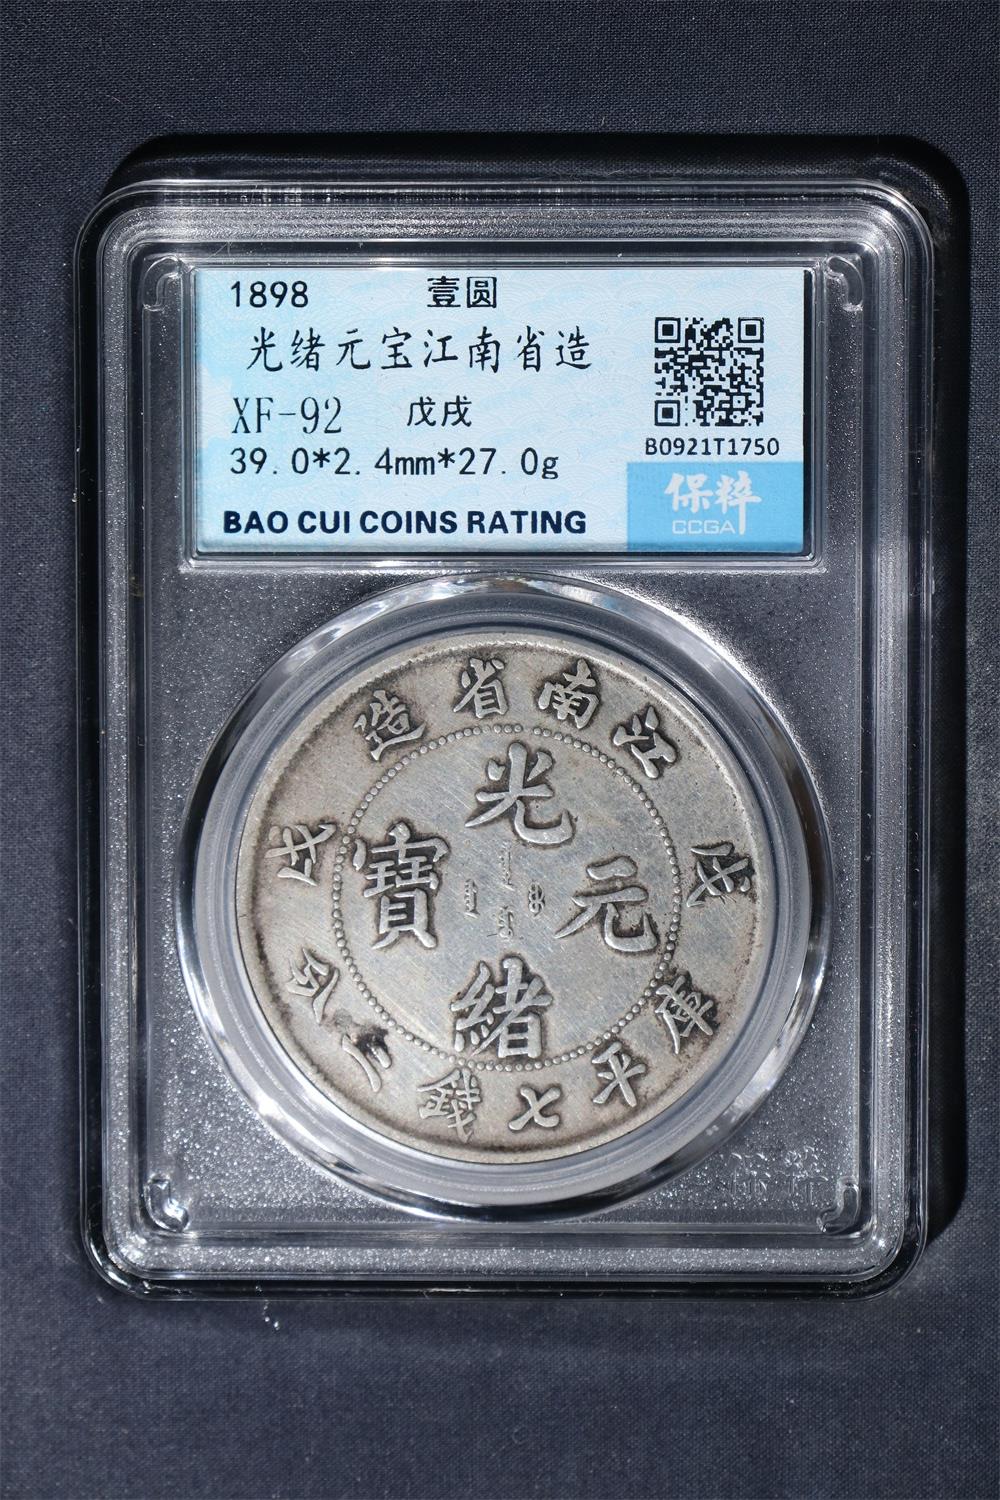 1898 壹圆
光绪元宝江南省造
XF-92 戊戌
39.0*2.4mm*27.0g
B0921T1750
BAO CUI COINS RATING
保粹
CCGA
江南省造
戊戌
光緒元寶
庫平七錢二分